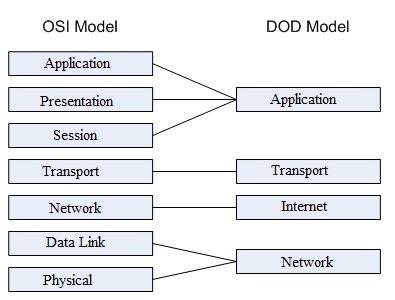 OSI Model
DOD Model
Application
Presentation
Session
Transport
Network
Data Link
Physical
Application
Transport
Internet
Network